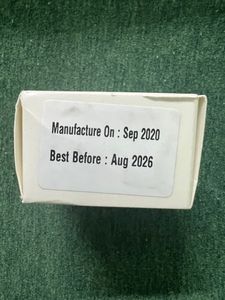 Manufacture On : Sep 2020
Best Before : Aug 2026